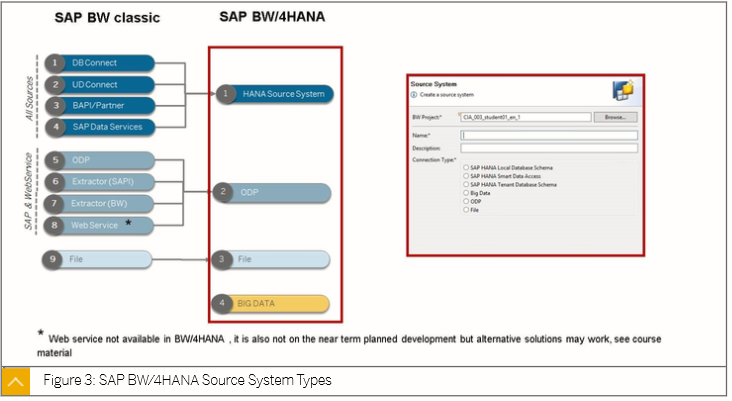 SAP BW classic
SAP BW/4HANA
All Sources
1 DB Connect
2 UD Connect
3 BAPI/Partner
4 SAP Data Services
1 HANA Source System
SAP & WebService
5 ODP
6 Extractor (SAPI)
7 Extractor (BW)
8 Web Service *
2 ODP
9 File
3 File
4 BIG DATA
Source System
Create a source system
BW Project:* CIA_003_student01_en_1 Browse...
Name:*
Description:
Connection Type:*
SAP HANA Local Database Schema
SAP HANA Smart Data Access
SAP HANA Tenant Database Schema
Big Data
ODP
File
* Web service not available in BW/4HANA , it is also not on the near term planned development but alternative solutions may work, see course
material
Figure 3: SAP BW/4HANA Source System Types